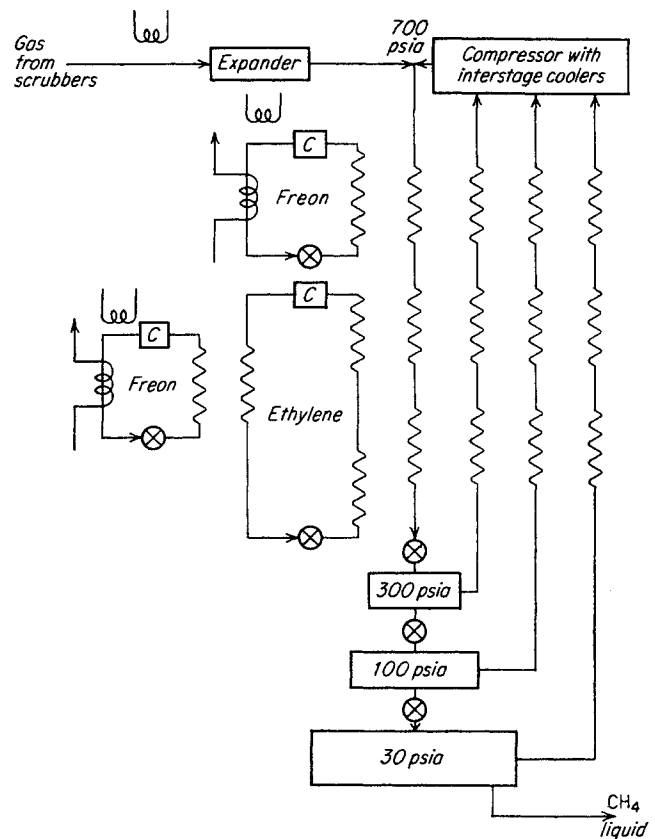 Gas
from
scrubbers
Expander
700
psia
Compressor with
interstage coolers
C
Freon
C
Freon
C
Ethylene
300 psia
100 psia
30 psia
CH₄
liquid